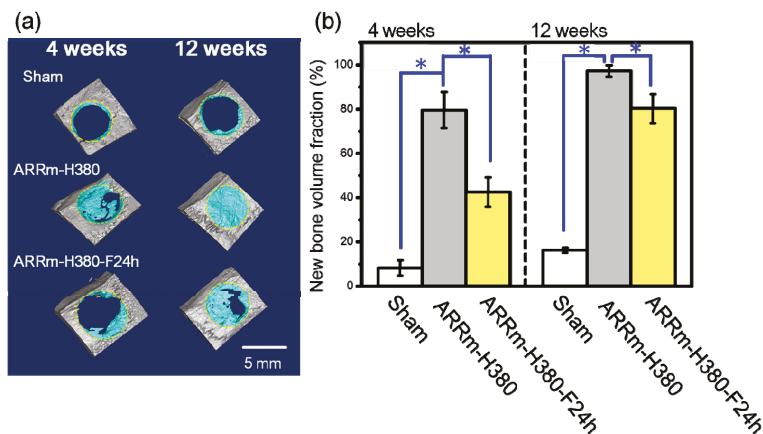 (a)
4 weeks 12 weeks
Sham
ARRm-H380
ARRm-H380-F24h
5 mm
(b)
4 weeks 12 weeks
New bone volume fraction (%)
100
80
60
40
20
0
* * * *
Sham
ARRm-H380
ARRm-H380-F24h
Sham
ARRm-H380
ARRm-H380-F24h